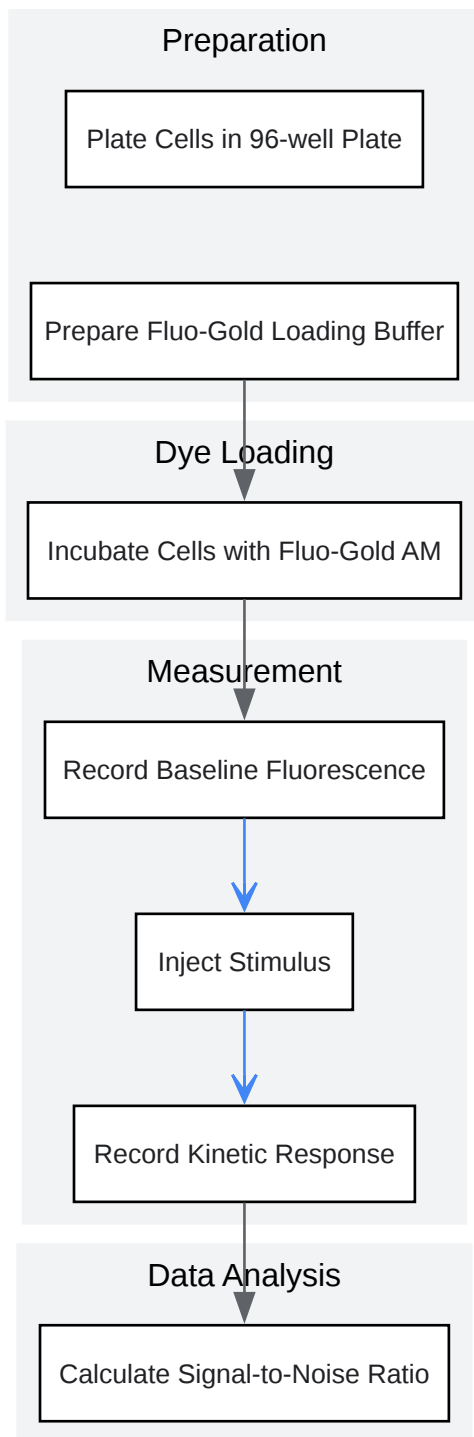 Preparation
Plate Cells in 96-well Plate
Prepare Fluo-Gold Loading Buffer
Dye Loading
Incubate Cells with Fluo-Gold AM
Measurement
Record Baseline Fluorescence
Inject Stimulus
Record Kinetic Response
Data Analysis
Calculate Signal-to-Noise Ratio